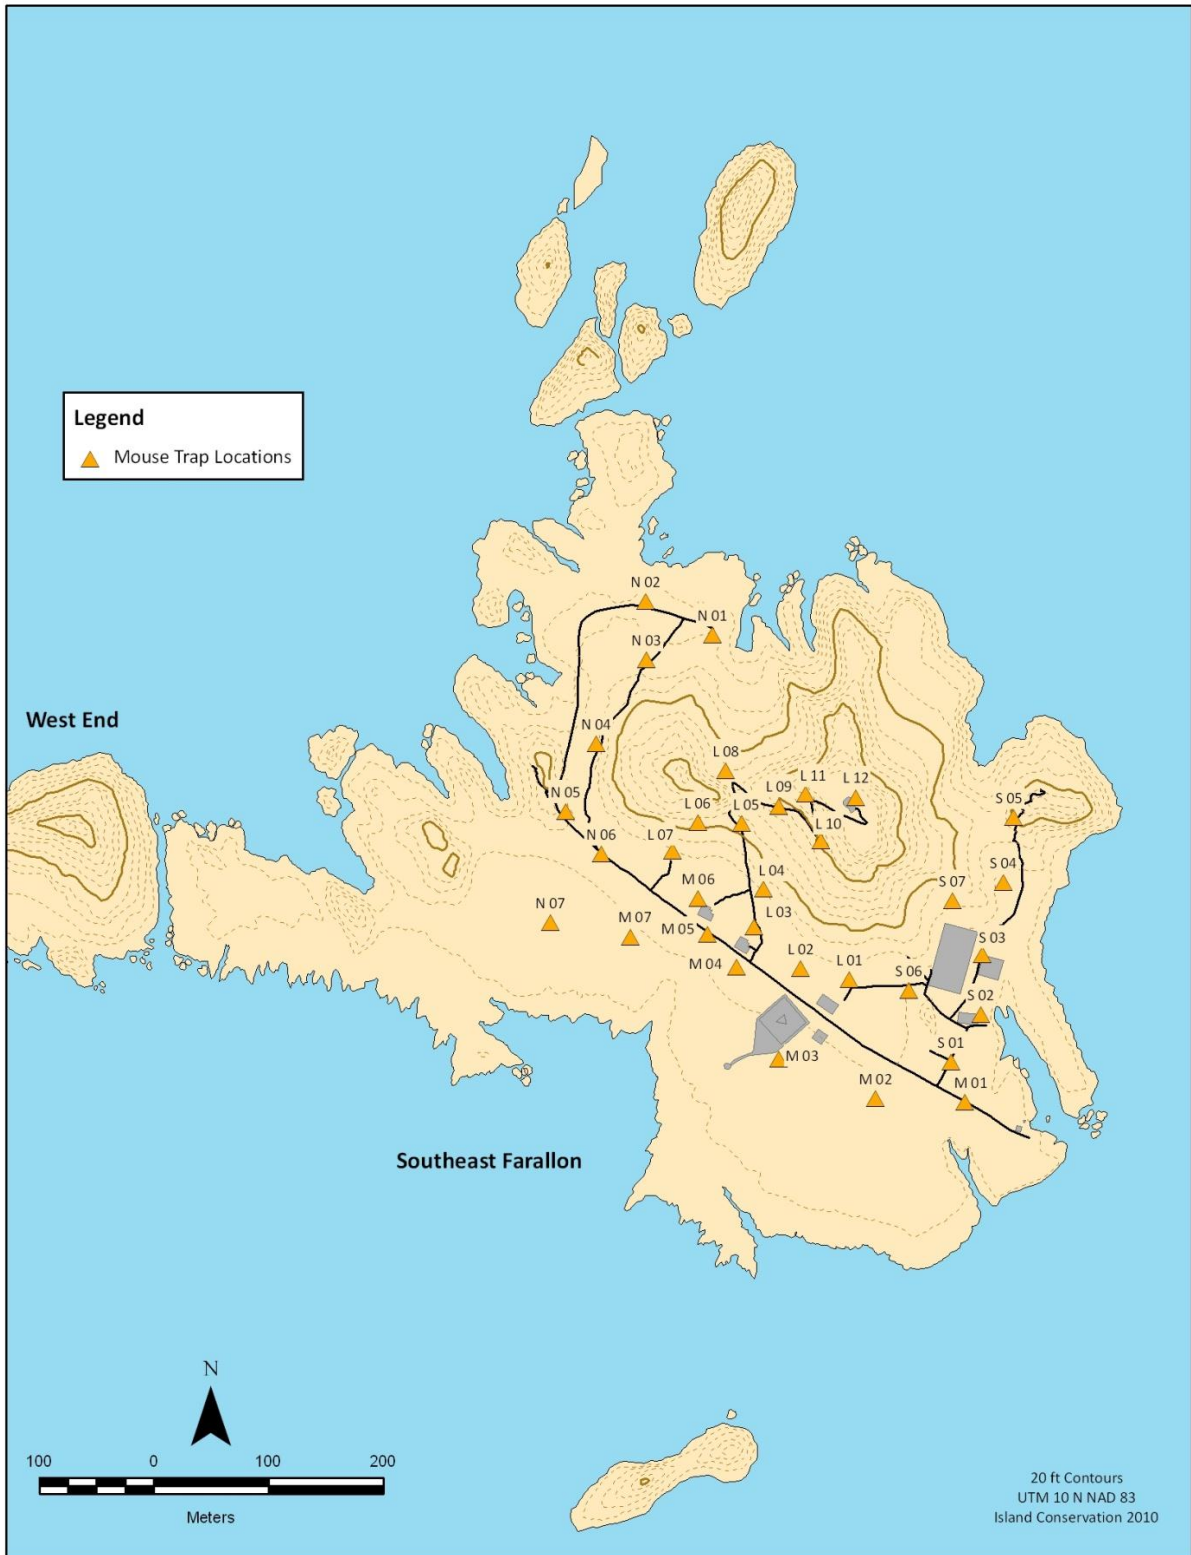 Legend
Mouse Trap Locations
N 02
N 01
N 03
West End
N 04
L 08
L 11
L 12
N 05
L 06
L 05
L 09
S 05
N 06
L 07
L 10
L 04
S 04
M 06
S 07
N 07
M 07
M 05
L 03
M 04
L 02
L 01
S 06
S 03
S 02
S 01
M 03
M 02
M 01
Southeast Farallon
N
100 0 100 200
Meters
20 ft Contours
UTM 10 N NAD 83
Island Conservation 2010